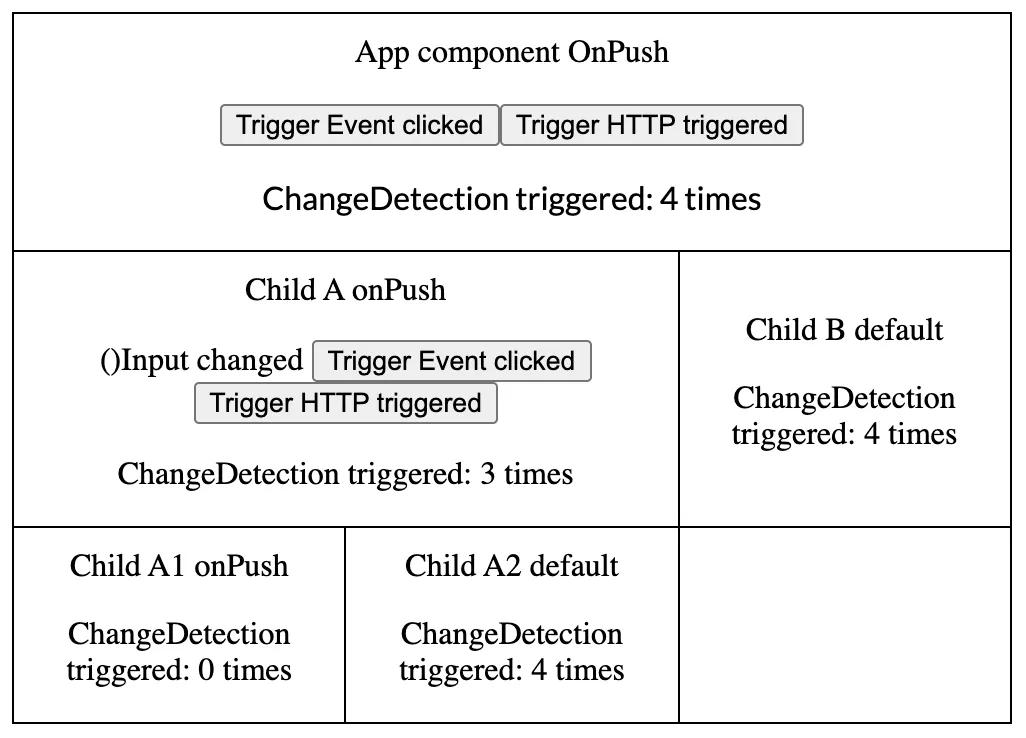 App component OnPush
Trigger Event clicked Trigger HTTP triggered
ChangeDetection triggered: 4 times
Child A onPush
()Input changed Trigger Event clicked
Trigger HTTP triggered
ChangeDetection triggered: 3 times
Child B default
ChangeDetection
triggered: 4 times
Child A1 onPush
ChangeDetection
triggered: 0 times
Child A2 default
ChangeDetection
triggered: 4 times